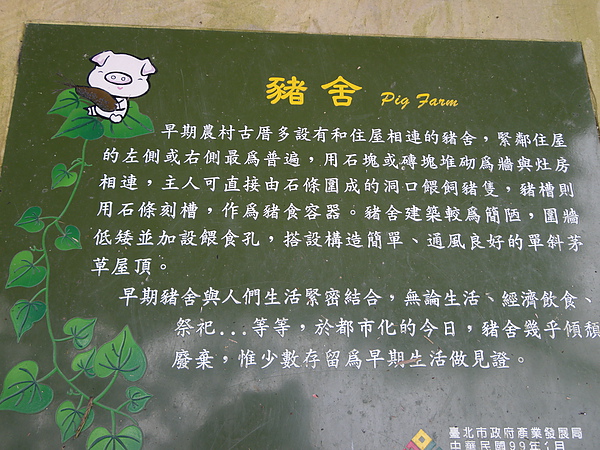 豬舍 Pig Farm
早期農村古厝多設有和住屋相連的豬舍，緊鄰住屋
的左側或右側最為普遍，用石塊或磚塊堆砌為牆與灶房
相連，主人可直接由石條圍成的洞口餵飼豬隻，豬槽則
用石條刻槽，作為豬食容器。豬舍建築較為簡陋，圍牆
低矮並加設餵食孔，搭設構造簡單、通風良好的單斜茅
草屋頂。
早期豬舍與人們生活緊密結合，無論生活、經濟飲食、
祭祀...等等，於都市化的今日，豬舍幾乎傾頹
廢棄，惟少數存留為早期生活做見證。
臺北市政府產業發展局
中華民國99年1月